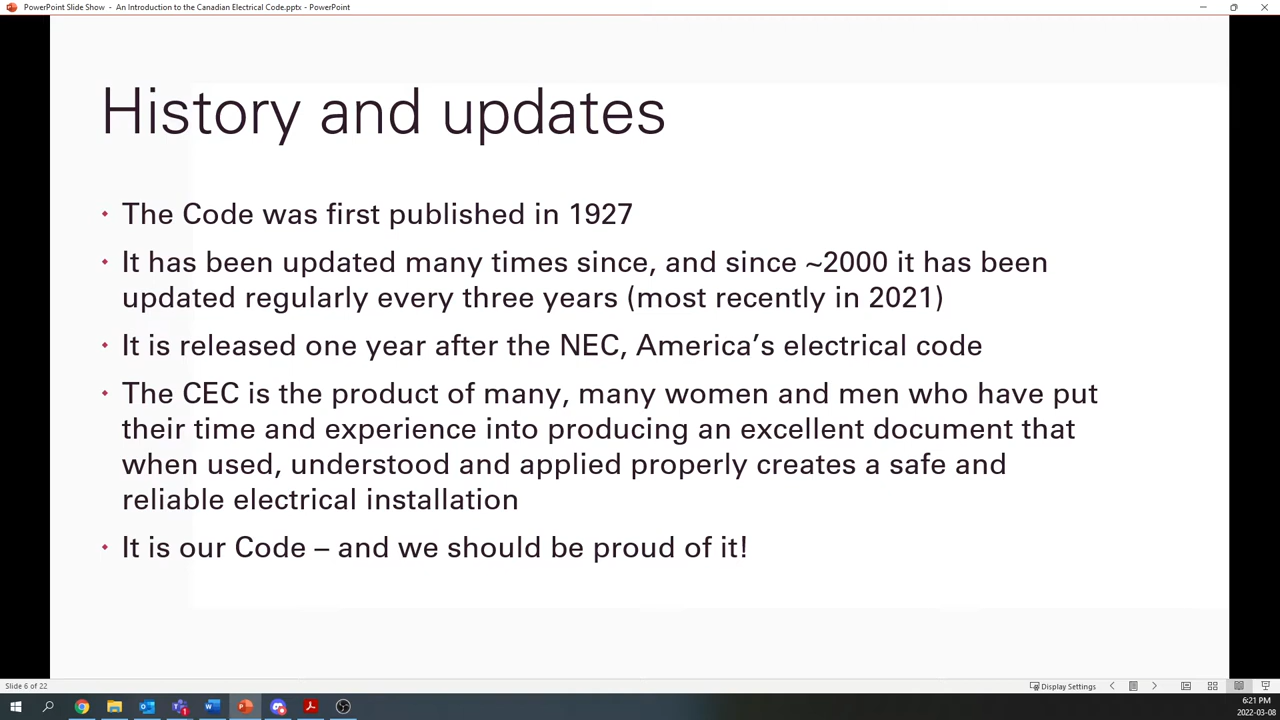 PowerPoint Slide Show - An Introduction to the Canadian Electrical Code.pptx - PowerPoint
History and updates
• The Code was first published in 1927
• It has been updated many times since, and since ~2000 it has been
updated regularly every three years (most recently in 2021)
• It is released one year after the NEC, America’s electrical code
• The CEC is the product of many, many women and men who have put
their time and experience into producing an excellent document that
when used, understood and applied properly creates a safe and
reliable electrical installation
• It is our Code – and we should be proud of it!
Slide 6 of 22
Display Settings
6:21 PM
2022-03-08